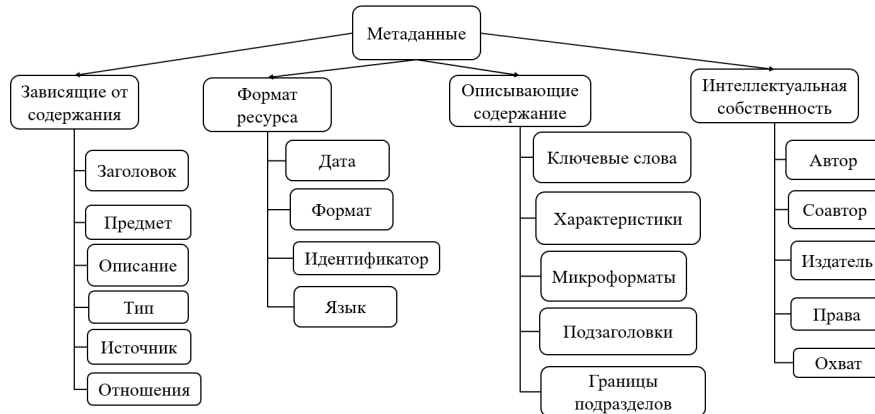 Метаданные
Зависящие от
содержания
Заголовок
Предмет
Описание
Тип
Источник
Отношения
Формат
ресурса
Дата
Формат
Идентификатор
Язык
Описывающие
содержание
Ключевые слова
Характеристики
Микроформаты
Подзаголовки
Границы
подразделов
Интеллектуальная
собственность
Автор
Соавтор
Издатель
Права
Охват